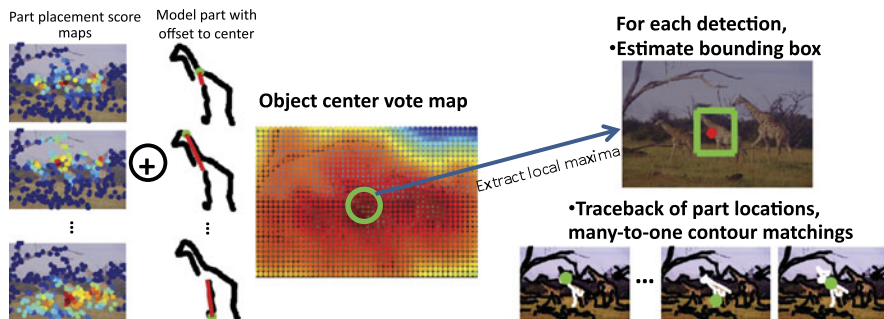 Part placement score
maps
Model part with
offset to center
Object center vote map
Extract local maxima
For each detection,
•Estimate bounding box
•Traceback of part locations,
many-to-one contour matchings